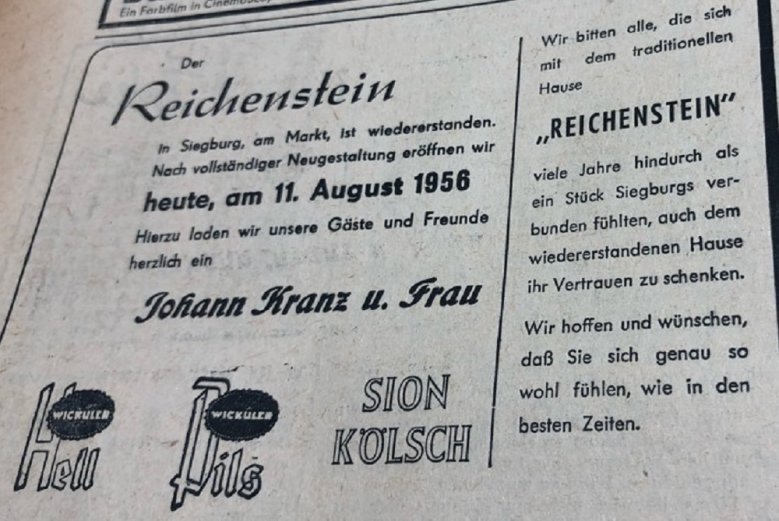 Ein Farbfilm in
Der
Reichenstein
In Siegburg, am Markt, ist wiedererstanden.
Nach vollständiger Neugestaltung eröffnen wir
heute, am 11. August 1956
Hierzu laden wir unsere Gäste und Freunde
herzlich ein
Johann Kranz u. Frau
WICKÜLER
Hell
WICKÜLER
Pils
SION
KÖLSCH
Wir bitten alle, die sich
mit dem traditionellen
Hause
„REICHENSTEIN"
viele Jahre hindurch als
ein Stück Siegburgs ver-
bunden fühlten, auch dem
wiedererstandenen Hause
ihr Vertrauen zu schenken.
Wir hoffen und wünschen,
daß Sie sich genau so
wohl fühlen, wie in den
besten Zeiten.